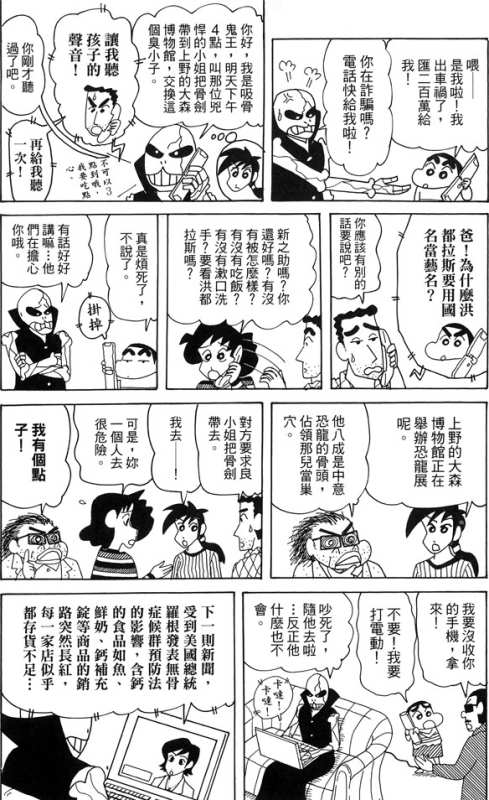 喂——
是我啦！我
出車禍了，
匯二百萬給
我！
你在詐騙嗎？
電話快給我啦！
你好，我是吸骨
鬼王，明天下午
4點，叫那位兇
悍的小姐把骨劍
帶到上野的大森
博物館，交換這
個臭小子。
不可以3
點到哦，
我要吃點
心。
讓我聽
孩子的
聲音！
你剛才聽
過了吧。
再給我聽
一次！
爸！為什麼洪
都拉斯要用國
名當藝名？
你應該有別的
話要說吧？
新之助嗎？你
還好嗎？有沒
有被怎麼樣？
有沒有吃飯？
有沒有漱口洗
手？要看洪都
拉斯嗎？
真是煩死了，
不說了。
掛掉
有話好好
講嘛…他
們在擔心
你哦。
上野的大森
博物館正在
舉辦恐龍展
呢。
他八成是中意
恐龍的骨頭，
佔領那兒當巢
穴。
對方要求良
小姐把骨劍
帶去。
我去——！
可是，妳
一個人去
很危險。
我有個點
子！
我要沒收你
的手機，拿
來！
不要！我要
打電動！
吵死了，
隨他去啦
…反正他
什麼也不
會。
卡噠！
卡噠！
下一則新聞，
受到美國總統
羅根發表無骨
症候群預防法
的影響，含鈣
的食品如魚、
鮮奶、鈣補充
錠等商品的銷
路突然長紅，
每一家店似乎
都存貨不足…